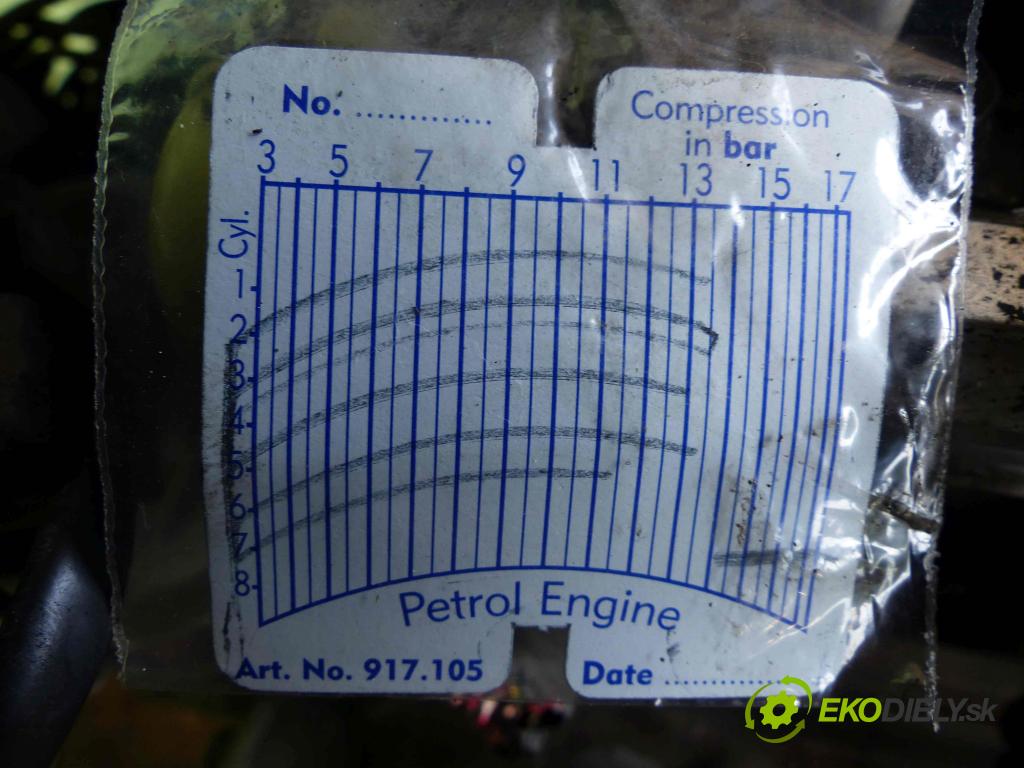 No. .............
Compression
in bar
3 5 7 9 11 13 15 17
Cyl.
1
2
3
4
5
6
7
8
Petrol Engine
Art. No. 917.105
Date ..............
EKODIELY.sk